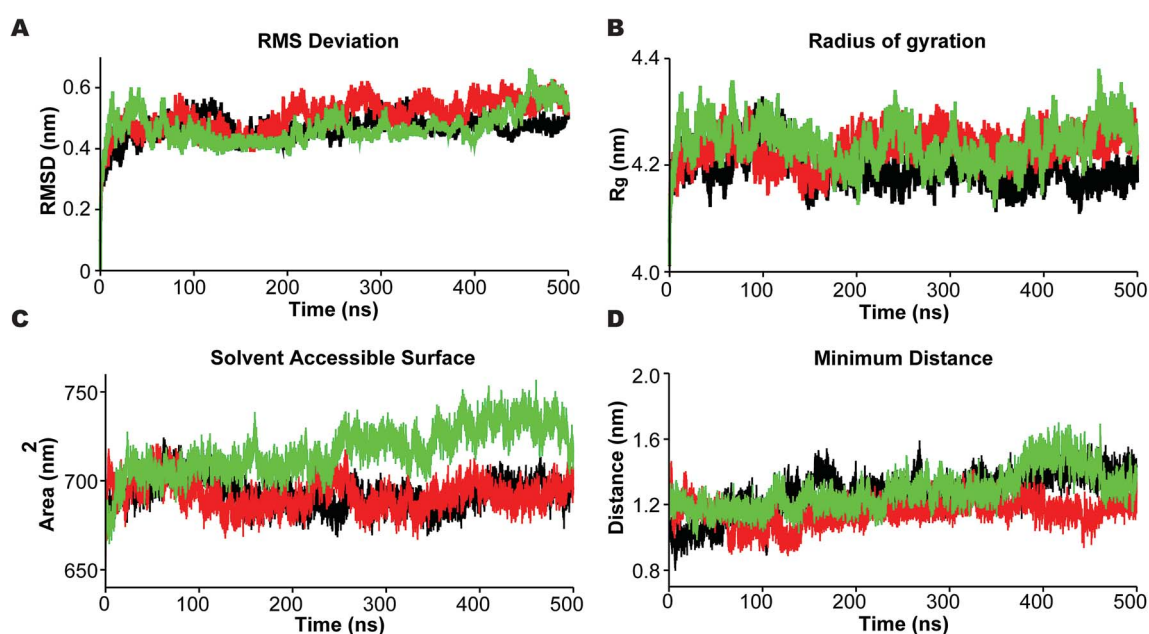 A
RMS Deviation
RMSD (nm)
0.6
0.4
0.2
0
100 200 300 400 500
Time (ns)
B
Radius of gyration
Rg (nm)
4.4
4.2
4.0
0 100 200 300 400 500
Time (ns)
C
Solvent Accessible Surface
Area (nm²)
750
700
650
0 100 200 300 400 500
Time (ns)
D
Minimum Distance
Distance (nm)
2.0
1.6
1.2
0.8
0 100 200 300 400 500
Time (ns)